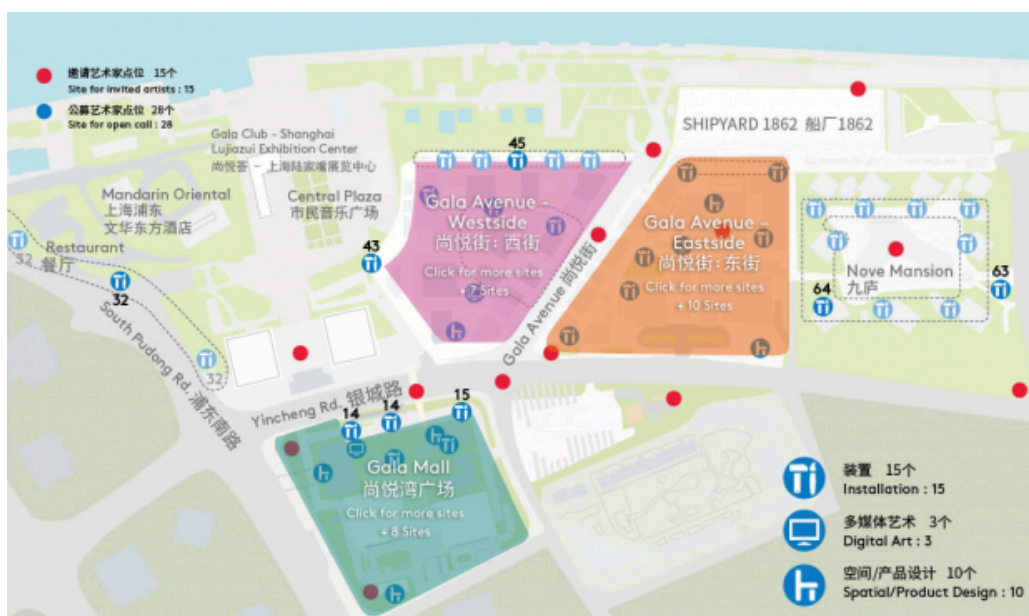 邀请艺术家点位 15个
Site for invited artists : 15
公募艺术家点位 28个
Site for open call : 28
Gala Club - Shanghai
Lujiazui Exhibition Center
尚悦荟 - 上海陆家嘴展览中心
SHIPYARD 1862 船厂1862
45
Mandarin Oriental
上海浦东
文华东方酒店
Central Plaza
市民音乐广场
Gala Avenue -
Westside
尚悦街: 西街
Click for more sites
+ 7 Sites
Gala Avenue -
Eastside
尚悦街: 东街
Click for more sites
+ 10 Sites
Gala Avenue 尚悦街
Restaurant
餐厅
32
32
32
43
Nove Mansion
九庐
63
64
South Pudong Rd. 浦东南路
Yincheng Rd. 银城路
14
14
15
Gala Mall
尚悦湾广场
Click for more sites
+ 8 Sites
装置 15个
Installation : 15
多媒体艺术 3个
Digital Art : 3
空间/产品设计 10个
Spatial/Product Design : 10